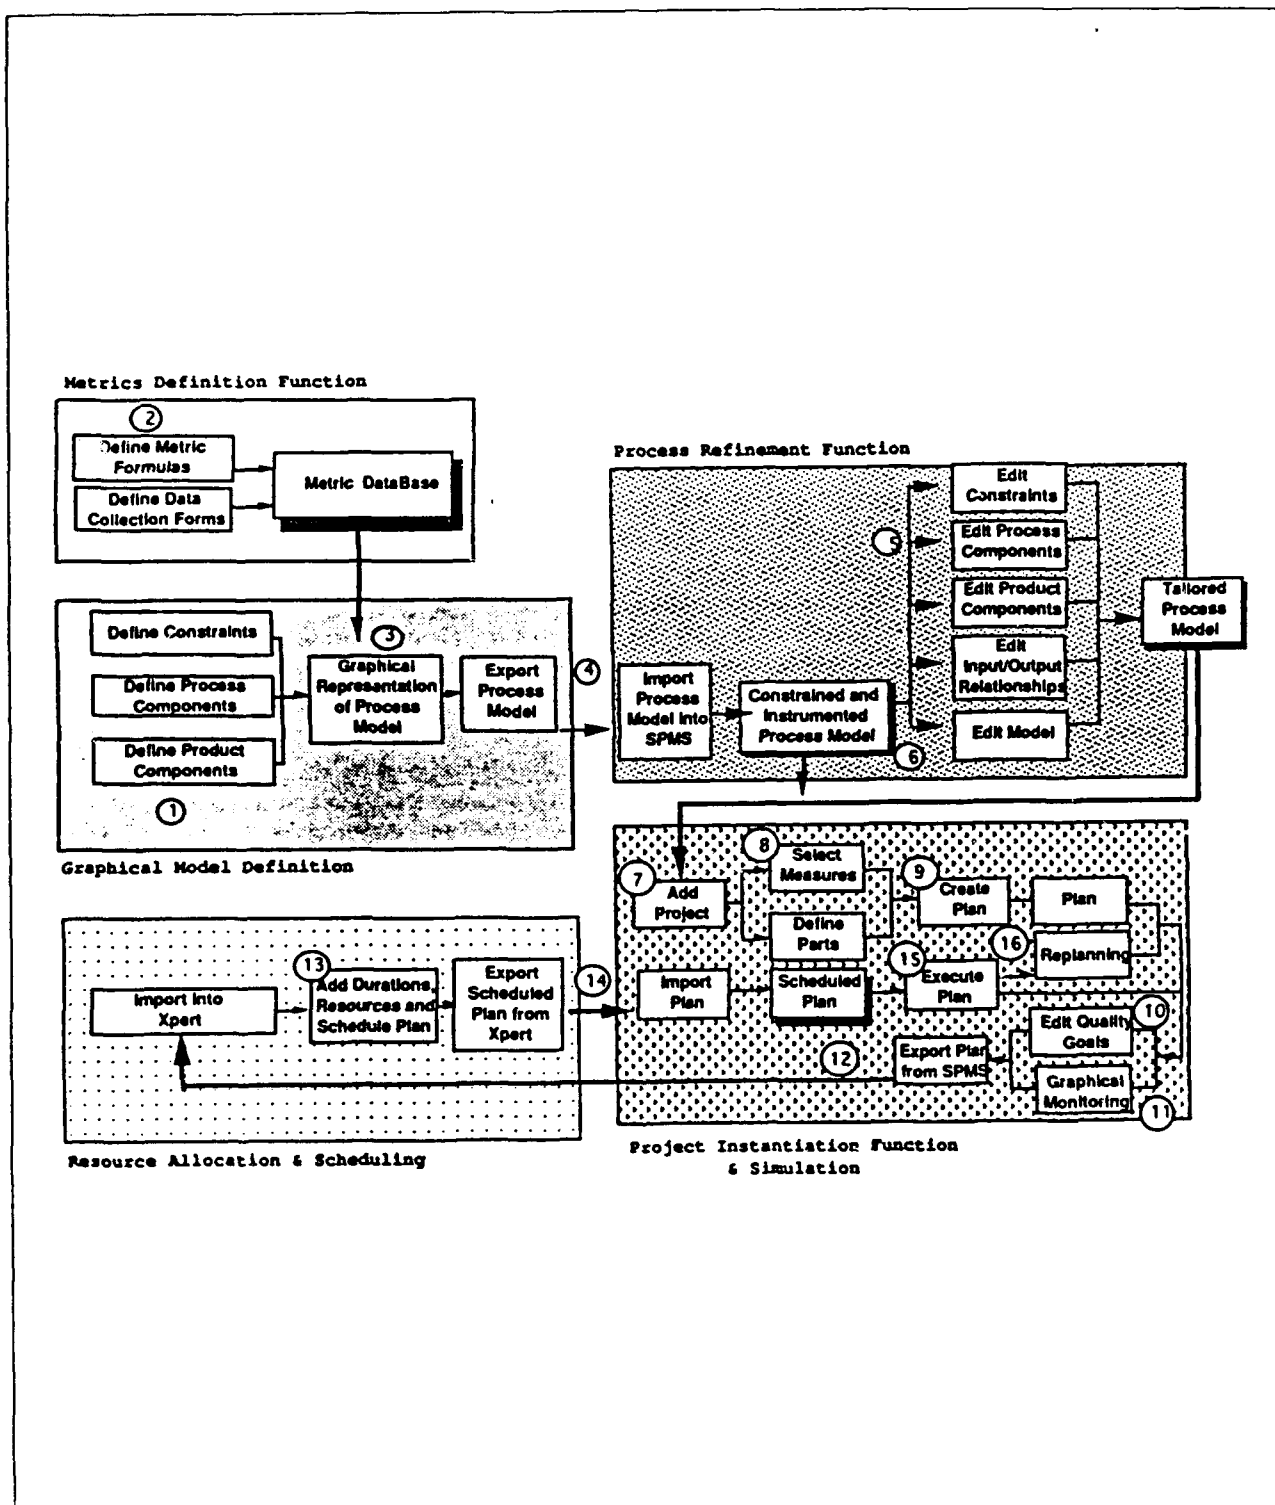 Metrics Definition Function
2
Define Metric
Formulas
Define Data
Collection Forms
Metric DataBase
Define Constraints
Define Process
Components
Define Product
Components
1
3
Graphical
Representation
of Process
Model
Export
Process
Model
4
Graphical Model Definition
Process Refinement Function
Import
Process
Model into
SPMS
Constrained and
Instrumented
Process Model
5
6
Edit
Constraints
Edit Process
Components
Edit Product
Components
Edit
Input/Output
Relationships
Edit Model
Tailored
Process
Model
7
Add
Project
8
Select
Measures
Define
Parts
9
Create
Plan
Plan
16
Replanning
15
Execute
Plan
Import
Plan
Scheduled
Plan
10
Edit Quality
Goals
Graphical
Monitoring
11
12
Export Plan
from SPMS
Project Instantiation Function
& Simulation
Import into
Xpert
13
Add Durations,
Resources and
Schedule Plan
Export
Scheduled
Plan from
Xpert
14
Resource Allocation & Scheduling